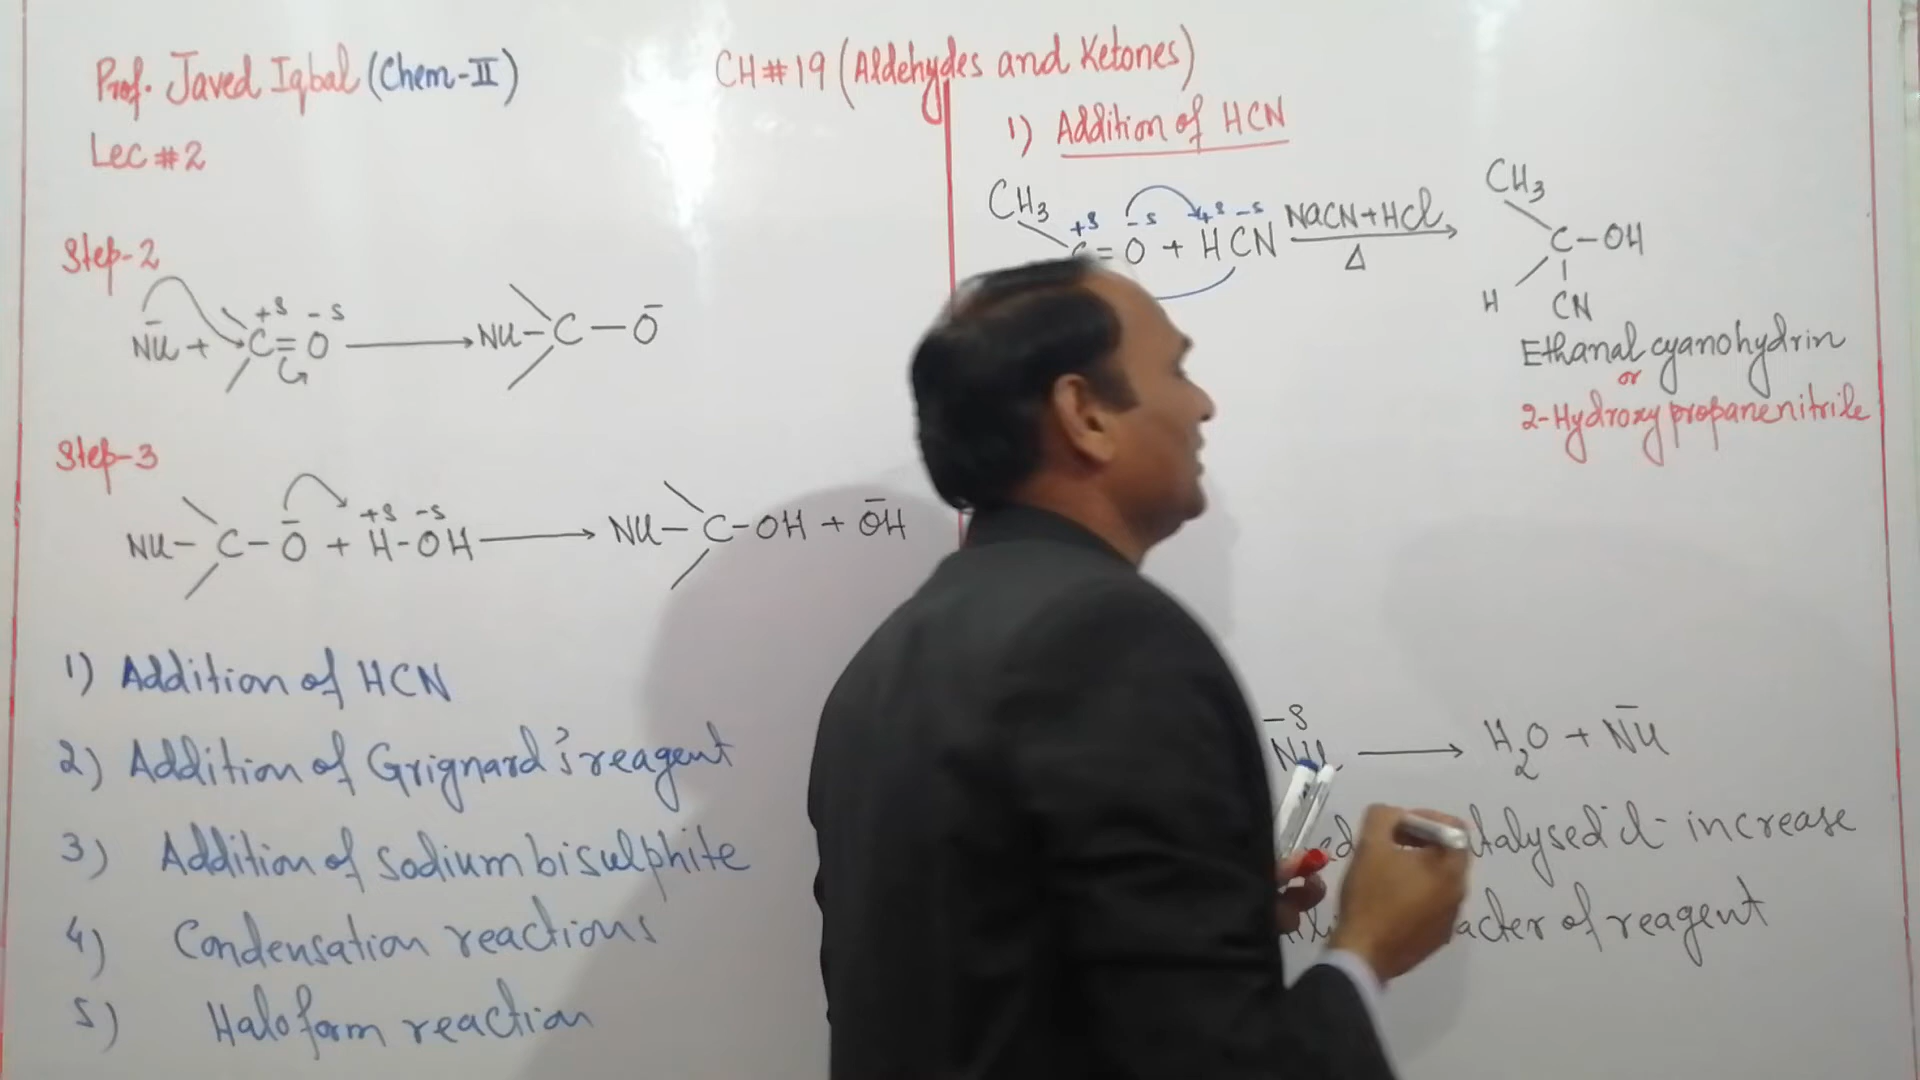 Prof. Javed Iqbal (Chem-II)
CH#19 (Aldehydes and Ketones)
Lec #2
Step-2
N̄u + C=O ⟶ Nu-C-Ō
+δ -δ
Step-3
Nu-C-Ō + H-OH ⟶ Nu-C-OH + ŌH
+δ -δ
1) Addition of HCN
2) Addition of Grignard's reagent
3) Addition of Sodium bisulphite
4) Condensation reactions
5) Haloform reaction
1) Addition of HCN
CH₃
+δ -δ +δ -δ
C=O + HCN
NaCN+HCl
Δ
CH₃
C-OH
H CN
Ethanal cyanohydrin
or
2-Hydroxy propanenitrile
-δ
Nu ⟶ H₂O + N̄u
increase
of reagent